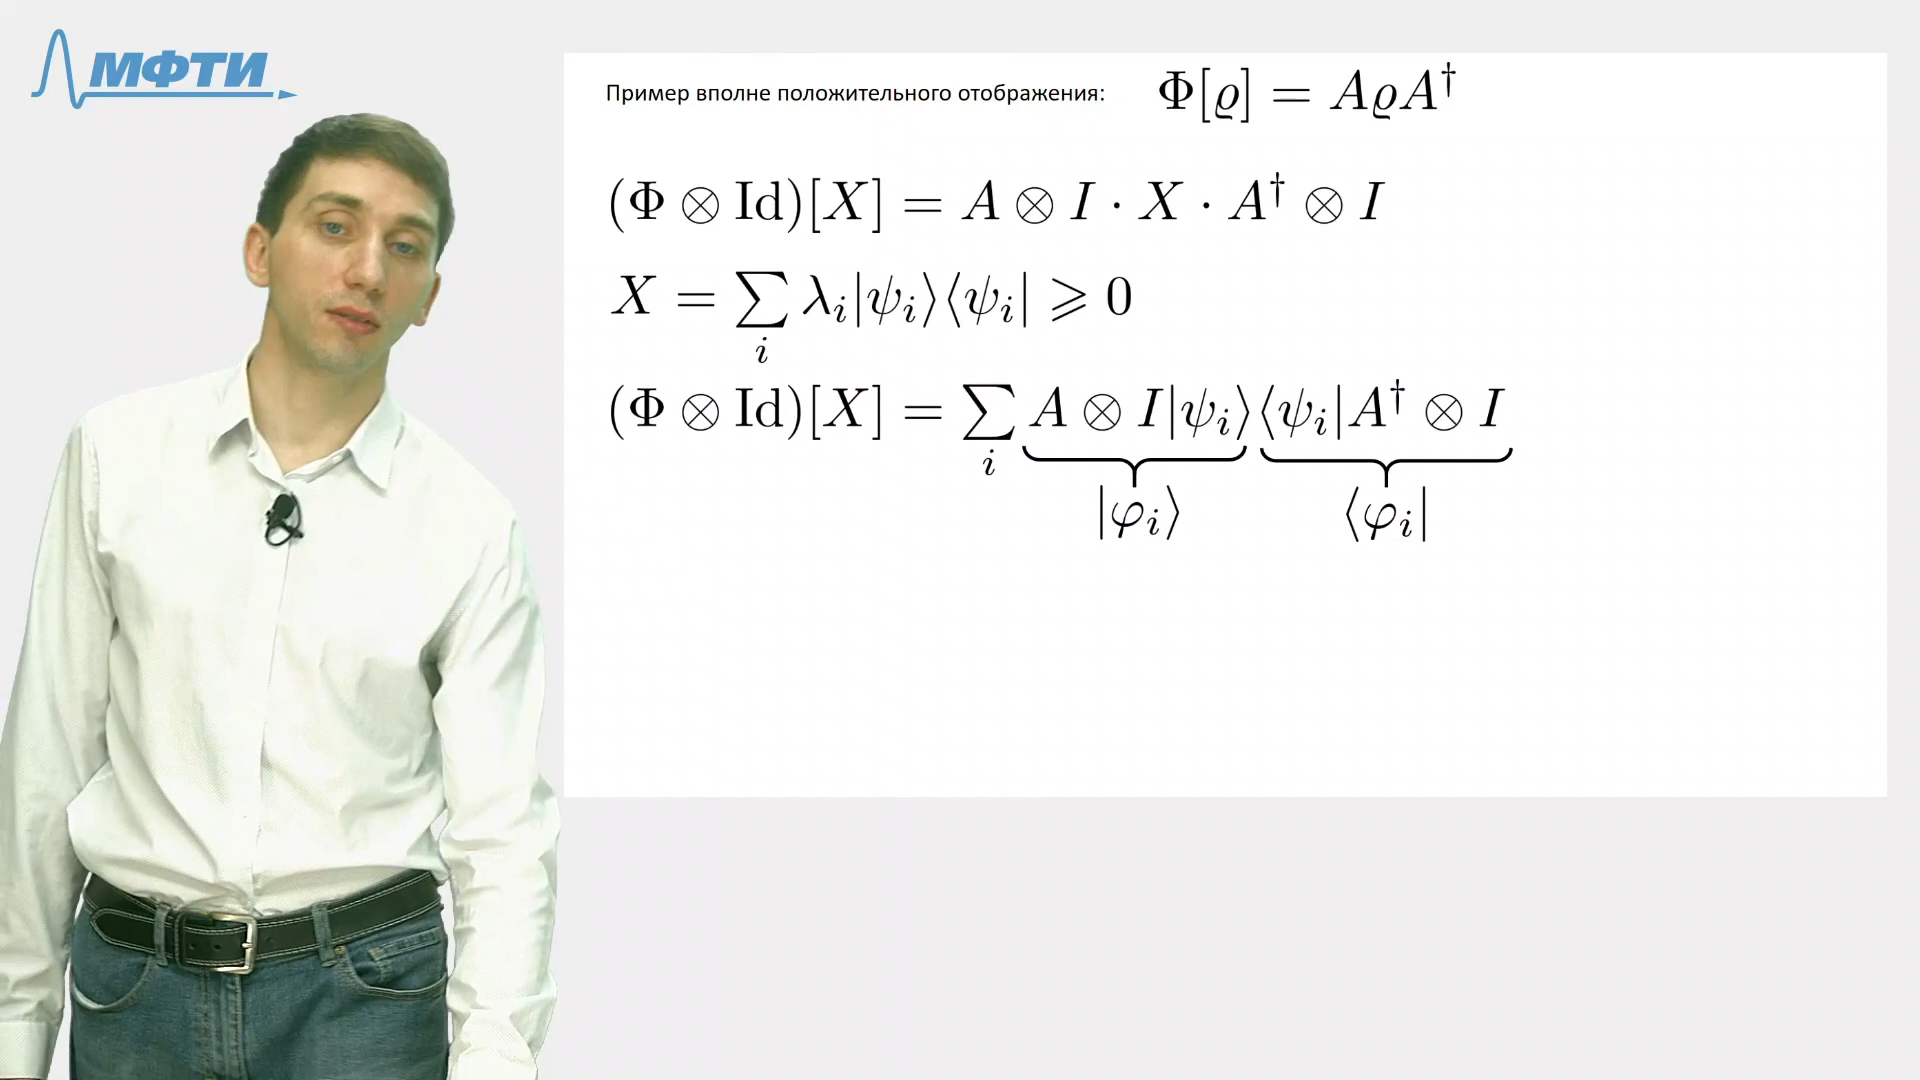 МФТИ
Пример вполне положительного отображения: Φ[ϱ] = AϱA†
(Φ ⊗ Id)[X] = A ⊗ I · X · A† ⊗ I
X = ∑ᵢ λᵢ|ψᵢ⟩⟨ψᵢ| ⩾ 0
(Φ ⊗ Id)[X] = ∑ᵢ A ⊗ I|ψᵢ⟩⟨ψᵢ|A† ⊗ I
|φᵢ⟩ ⟨φᵢ|